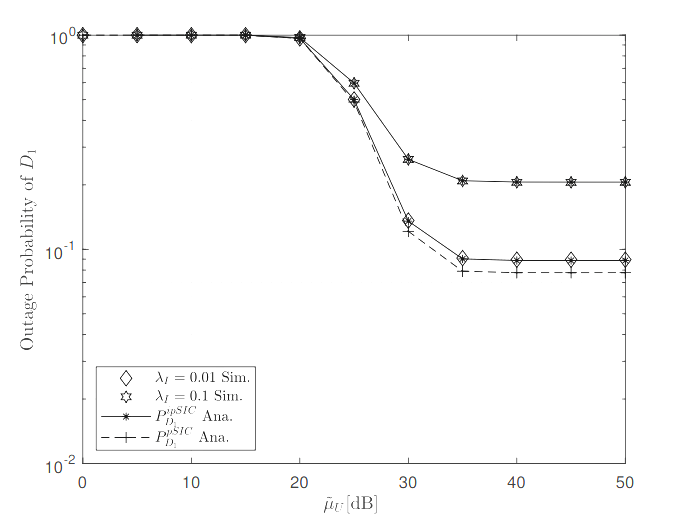 10^0
10^-1
10^-2
Outage Probability of D_1
λ_I = 0.01 Sim.
λ_I = 0.1 Sim.
P_{D_1}^{ipSIC} Ana.
P_{D_1}^{pSIC} Ana.
0 10 20 30 40 50
μ̃_U[dB]